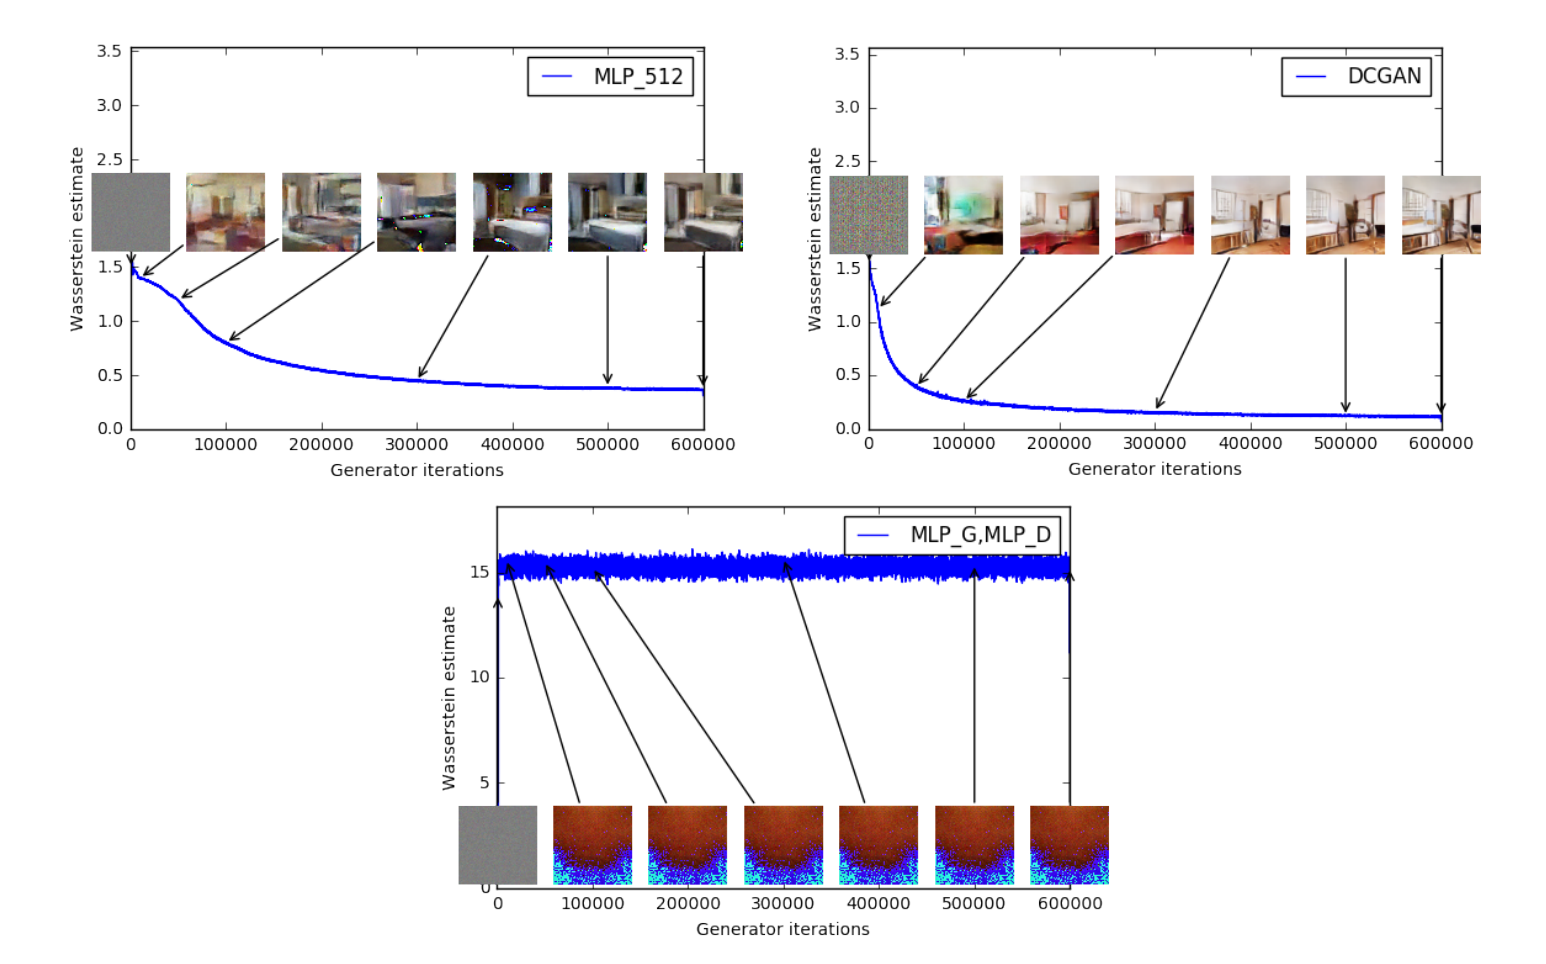 3.5
3.0
2.5
1.5
1.0
0.5
0.0
Wasserstein estimate
MLP_512
0 100000 200000 300000 400000 500000 600000
Generator iterations
3.5
3.0
2.5
1.5
1.0
0.5
0.0
Wasserstein estimate
DCGAN
0 100000 200000 300000 400000 500000 600000
Generator iterations
15
10
5
0
Wasserstein estimate
MLP_G,MLP_D
0 100000 200000 300000 400000 500000 600000
Generator iterations